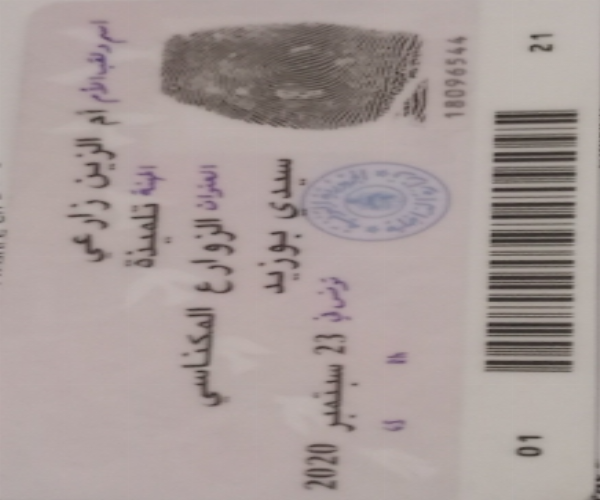 اسم ولقب الأم أم الزين زارعي
المهنة تلميذة
العنوان الزوارع المكناسي
سيدي بوزيد
تونس في 23 سبتمبر 2020
18096544
21
01